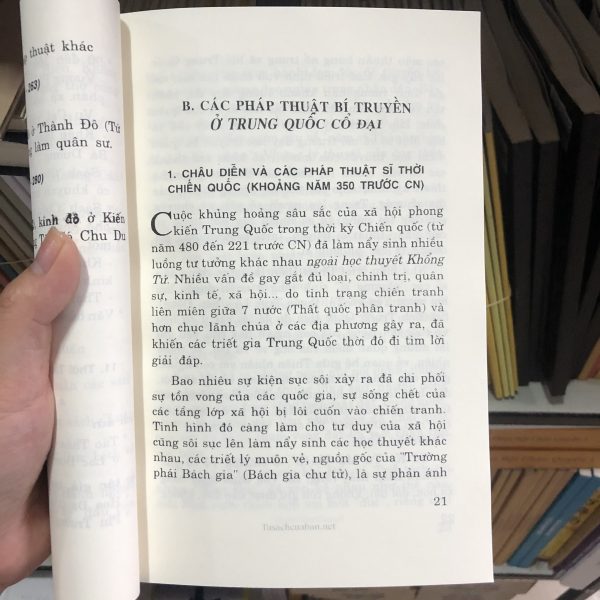 thuật khác
263)
ở Thành Đô (Tứ
làm quân sư.
280)
kinh đô ở Kiến
Chu Du
B. CÁC PHÁP THUẬT BÍ TRUYỀN
Ở TRUNG QUỐC CỔ ĐẠI
1. CHÂU DIỄN VÀ CÁC PHÁP THUẬT SĨ THỜI
CHIẾN QUỐC (KHOẢNG NĂM 350 TRƯỚC CN)
Cuộc khủng hoảng sâu sắc của xã hội phong
kiến Trung Quốc trong thời kỳ Chiến quốc (từ
năm 480 đến 221 trước CN) đã làm nẩy sinh nhiều
luồng tư tưởng khác nhau ngoài học thuyết Khổng
Tử. Nhiều vấn đề gay gắt đủ loại, chính trị, quân
sự, kinh tế, xã hội... do tình trạng chiến tranh
liên miên giữa 7 nước (Thất quốc phân tranh) và
hơn chục lãnh chúa ở các địa phương gây ra, đã
khiến các triết gia Trung Quốc thời đó đi tìm lời
giải đáp.
Bao nhiêu sự kiện sục sôi xảy ra đã chi phối
sự tồn vong của các quốc gia, sự sống chết của
các tầng lớp xã hội bị lôi cuốn vào chiến tranh.
Tình hình đó càng làm cho tư duy của xã hội
cũng sôi sục lên làm nẩy sinh các học thuyết khác
nhau, các triết lý muôn vẻ, nguồn gốc của "Trường
phái Bách gia" (Bách gia chư tử), là sự phản ánh
21
Tusachcuaban.net